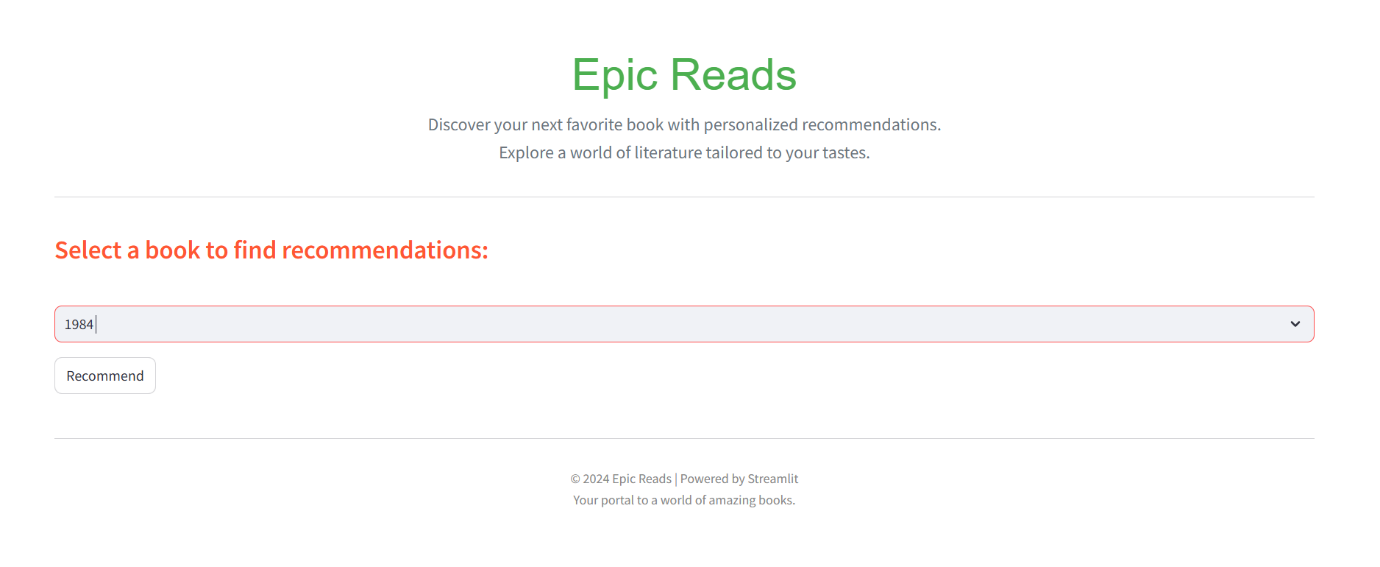 Epic Reads
Discover your next favorite book with personalized recommendations.
Explore a world of literature tailored to your tastes.
Select a book to find recommendations:
1984
Recommend
© 2024 Epic Reads | Powered by Streamlit
Your portal to a world of amazing books.